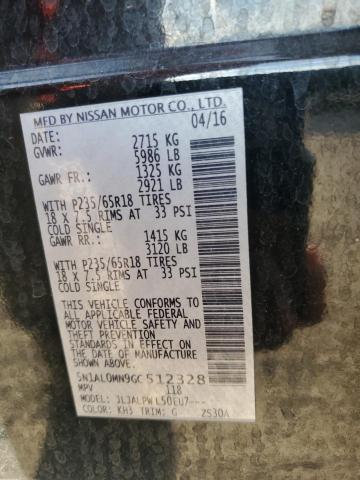 MFD BY NISSAN MOTOR CO., LTD.
04/16
DATE:
GVWR: 2715 KG
5986 LB
GAWR FR.: 1325 KG
2921 LB
WITH P235/65R18 TIRES
18 X 7.5 RIMS AT 33 PSI
COLD SINGLE
GAWR RR.: 1415 KG
3120 LB
WITH P235/65R18 TIRES
18 X 7.5 RIMS AT 33 PSI
COLD SINGLE
THIS VEHICLE CONFORMS TO
ALL APPLICABLE FEDERAL
MOTOR VEHICLE SAFETY
AND THEFT PREVENTION
STANDARDS IN EFFECT ON
THE DATE OF MANUFACTURE
SHOWN ABOVE.
5N1AL0MN9GC512328
MPV 118
MODEL: JLJALPWL50EU7---
COLOR: KH3 TRIM: G ZS30A